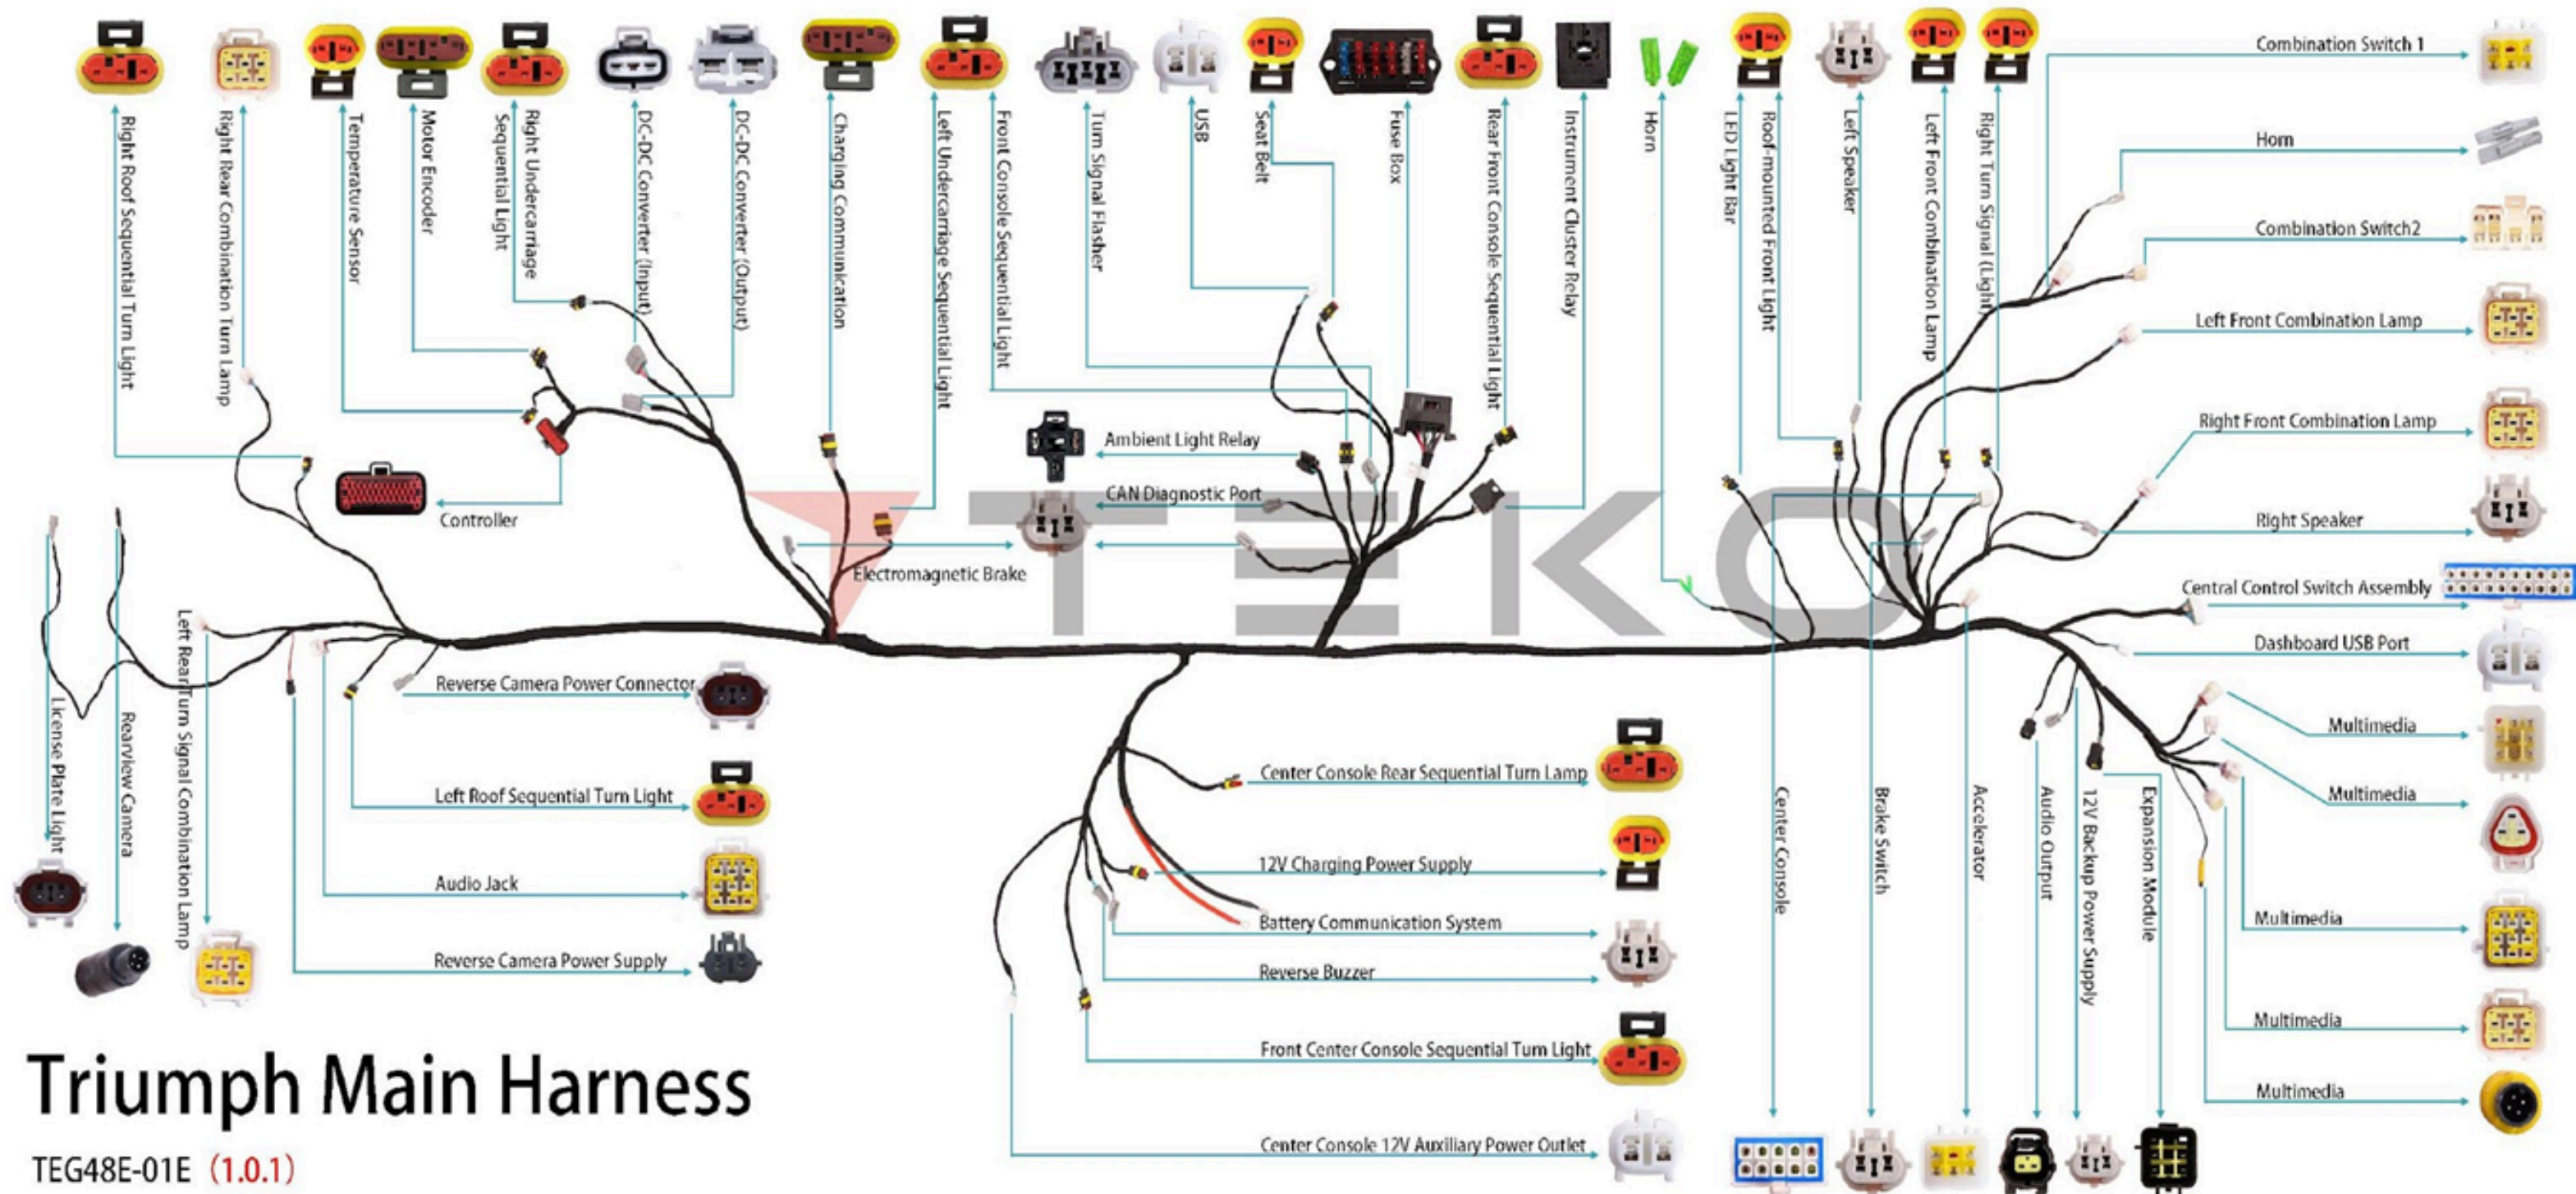 Right Roof Sequential Turn Light
Right Rear Combination Turn Lamp
Temperature Sensor
Motor Encoder
Right Undercarriage
Sequential Light
DC-DC Converter (Input)
DC-DC Converter (Output)
Charging Communication
Left Undercarriage Sequential Light
Front Console Sequential Light
Turn Signal Flasher
USB
Seat Belt
Fuse Box
Rear Front Console Sequential Light
Instrument Cluster Relay
Horn
LED Light Bar
Roof-mounted Front Light
Left Speaker
Left Front Combination Lamp
Right Turn Signal (Light)
Combination Switch 1
Horn
Combination Switch2
Left Front Combination Lamp
Right Front Combination Lamp
Right Speaker
Central Control Switch Assembly
Dashboard USB Port
Multimedia
Multimedia
Multimedia
Multimedia
Multimedia
Controller
Ambient Light Relay
CAN Diagnostic Port
Electromagnetic Brake
TEKO
License Plate Light
Rearview Camera
Left Rear Turn Signal Combination Lamp
Reverse Camera Power Connector
Left Roof Sequential Turn Light
Audio Jack
Reverse Camera Power Supply
Center Console Rear Sequential Turn Lamp
12V Charging Power Supply
Battery Communication System
Reverse Buzzer
Front Center Console Sequential Turn Light
Center Console 12V Auxiliary Power Outlet
Center Console
Brake Switch
Accelerator
Audio Output
12V Backup Power Supply
Expansion Module
Triumph Main Harness
TEG48E-01E (1.0.1)